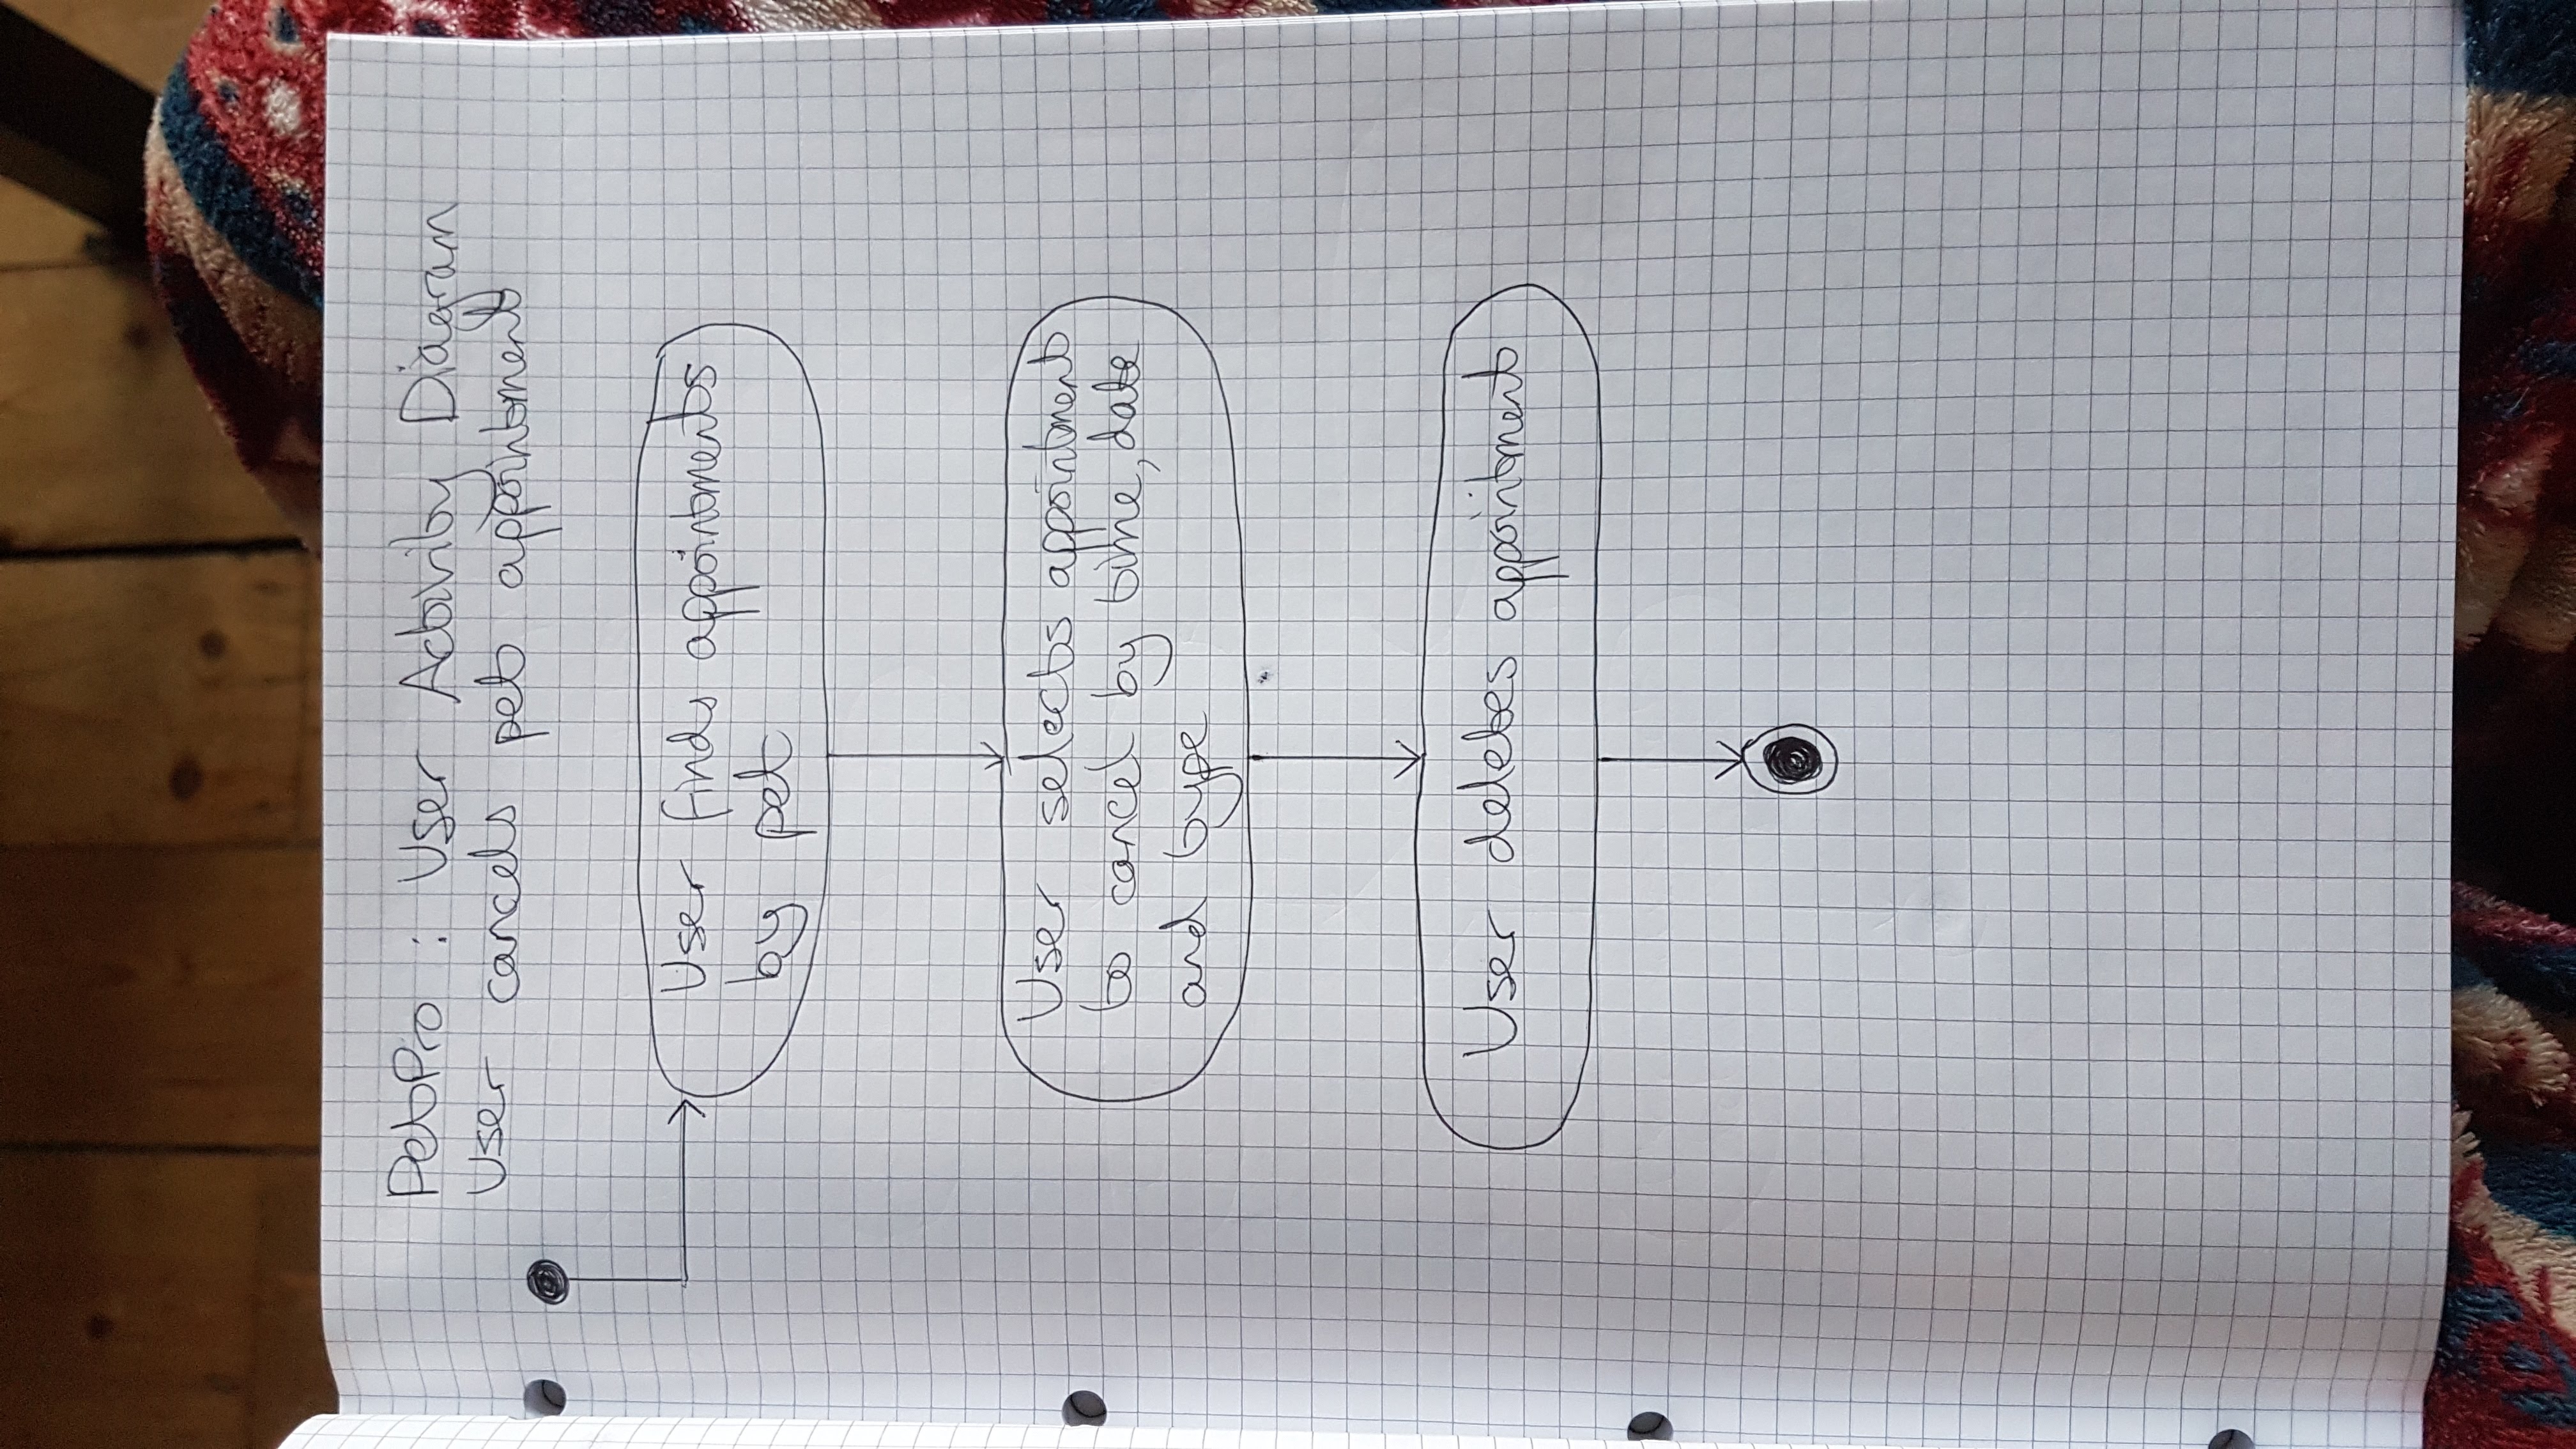 PetPro : User Activity Diagram
User cancels pet appointment
User finds appointments
by pet
User selects appointment
to cancel by time, date
and type
User deletes appointment